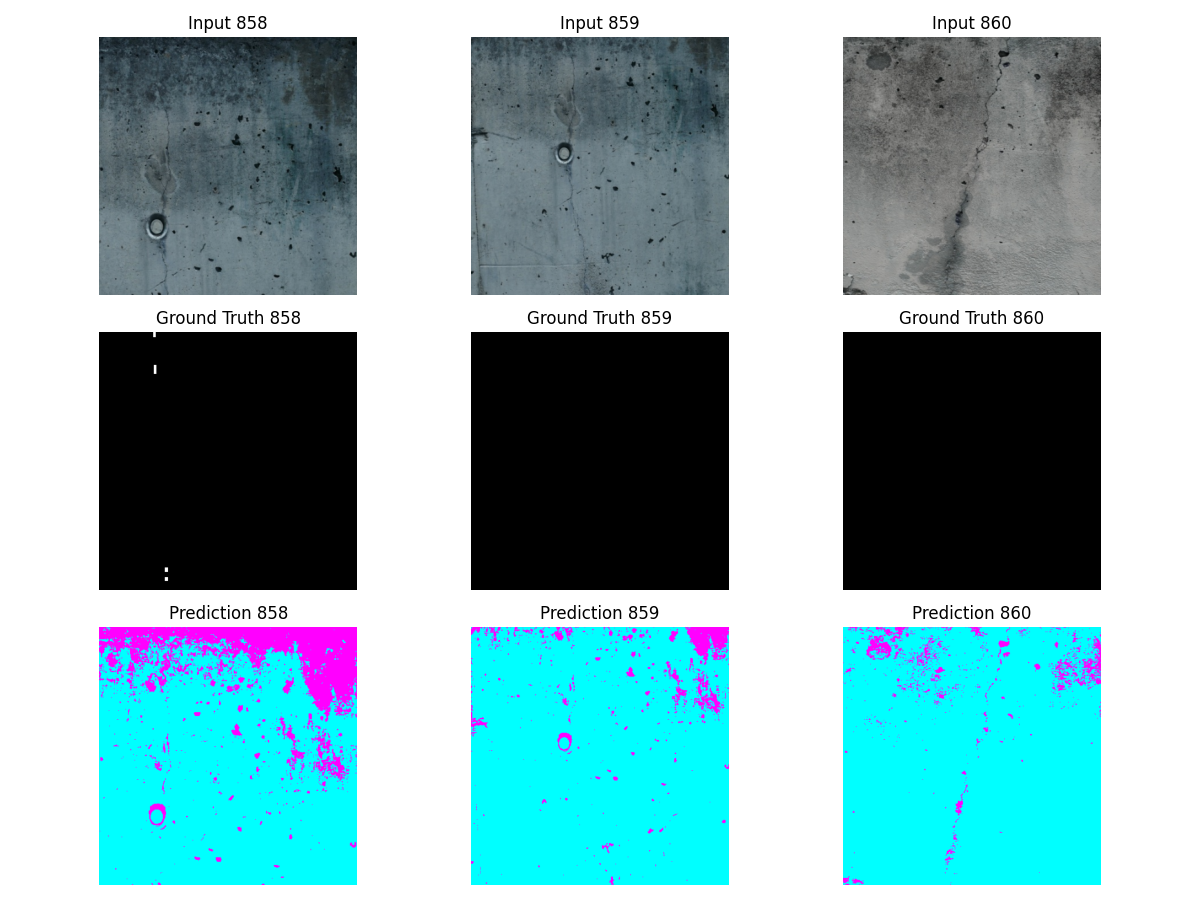 Input 858
Input 859
Input 860
Ground Truth 858
Ground Truth 859
Ground Truth 860
Prediction 858
Prediction 859
Prediction 860